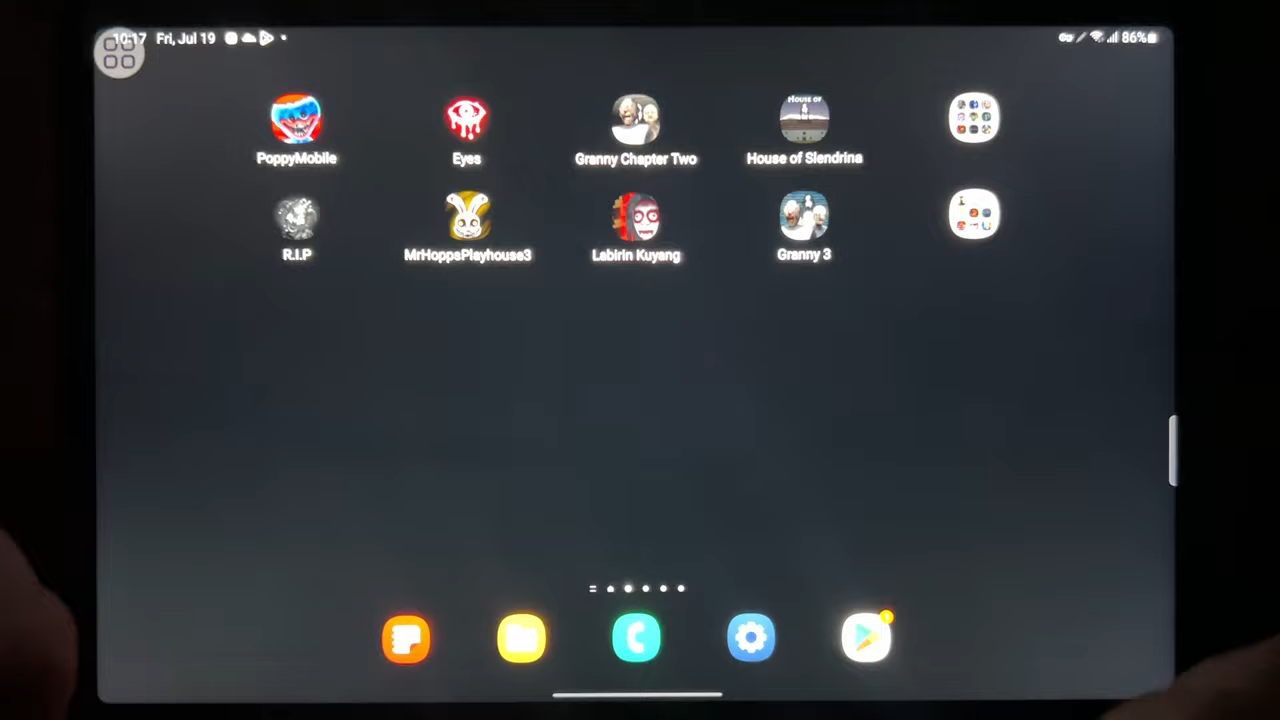 10:17 Fri, Jul 19
86%
PoppyMobile
Eyes
Granny Chapter Two
House of Slendrina
R.I.P
MrHoppsPlayhouse3
Labirin Kuyang
Granny 3